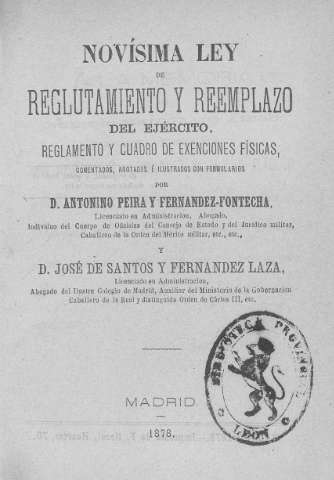 NOVÍSIMA LEY
DE
RECLUTAMIENTO Y REEMPLAZO
DEL EJÉRCITO,
REGLAMENTO Y CUADRO DE EXENCIONES FÍSICAS,
COMENTADOS, ANOTADOS É ILUSTRADOS CON FORMULARIOS
POR
D. ANTONINO PEIRA Y FERNANDEZ-FONTECHA,
Licenciado en Administracion, Abogado,
Individuo del Cuerpo de Oficiales del Consejo de Estado y del Jurídico militar,
Caballero de la Orden del Mérito militar, etc., etc.,
Y
D. JOSÉ DE SANTOS Y FERNANDEZ LAZA,
Licenciado en Administracion,
Abogado del Ilustre Colegio de Madrid, Auxiliar del Ministerio de la Gobernacion
Caballero de la Real y distinguida Orden de Cárlos III, etc.
MADRID
1878.
BIBLIOTECA PROVINCIAL
LEON